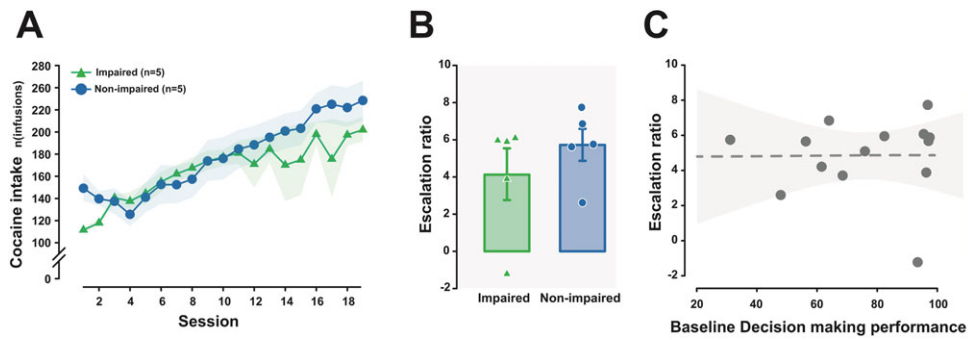 A
Cocaine intake n(infusions)
280
260
240
220
200
180
160
140
120
100
0
Impaired (n=5)
Non-impaired (n=5)
2 4 6 8 10 12 14 16 18
Session
B
Escalation ratio
10
8
6
4
2
0
-2
Impaired Non-impaired
C
Escalation ratio
10
8
6
4
2
0
-2
20 40 60 80 100
Baseline Decision making performance